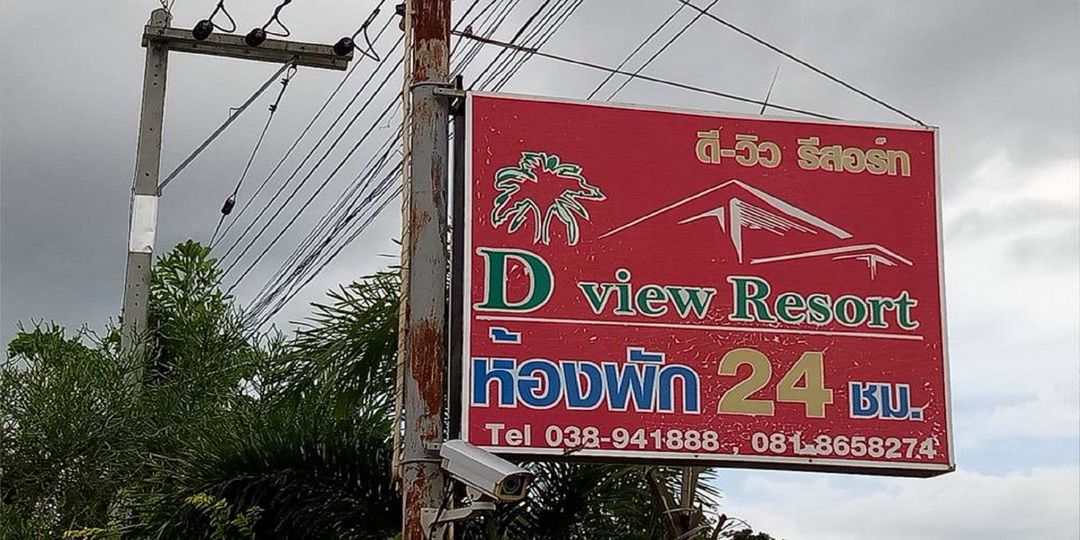 ดี-วิว รีสอร์ท
D view Resort
ห้องพัก 24 ชม.
Tel 038-941888 , 081-8658274